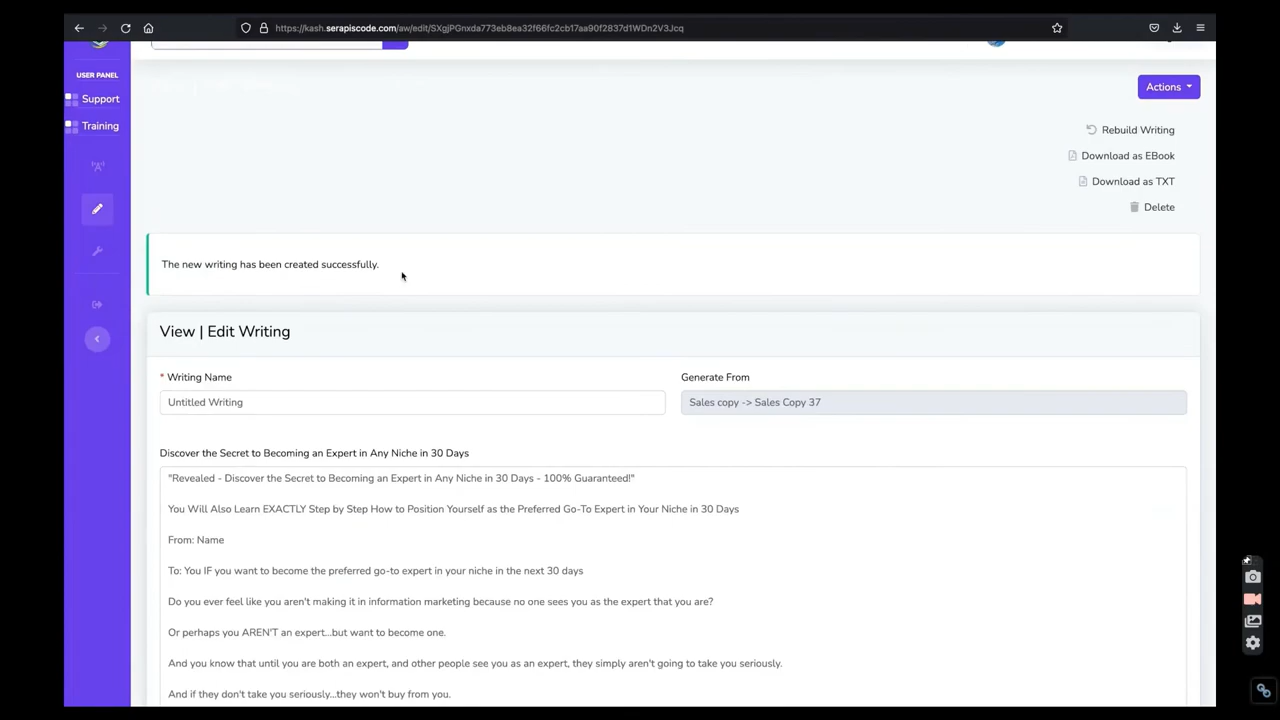 https://kash.serapiscode.com/aw/edit/SXgjPGnxda773eb8ea32f66fc2cb17aa90f2837d1WDn2V3Jcq
USER PANEL
Support
Training
Actions
Rebuild Writing
Download as EBook
Download as TXT
Delete
The new writing has been created successfully.
View | Edit Writing
* Writing Name
Generate From
Untitled Writing
Sales copy -> Sales Copy 37
Discover the Secret to Becoming an Expert in Any Niche in 30 Days
"Revealed - Discover the Secret to Becoming an Expert in Any Niche in 30 Days - 100% Guaranteed!"
You Will Also Learn EXACTLY Step by Step How to Position Yourself as the Preferred Go-To Expert in Your Niche in 30 Days
From: Name
To: You IF you want to become the preferred go-to expert in your niche in the next 30 days
Do you ever feel like you aren't making it in information marketing because no one sees you as the expert that you are?
Or perhaps you AREN'T an expert...but want to become one.
And you know that until you are both an expert, and other people see you as an expert, they simply aren't going to take you seriously.
And if they don't take you seriously...they won't buy from you.